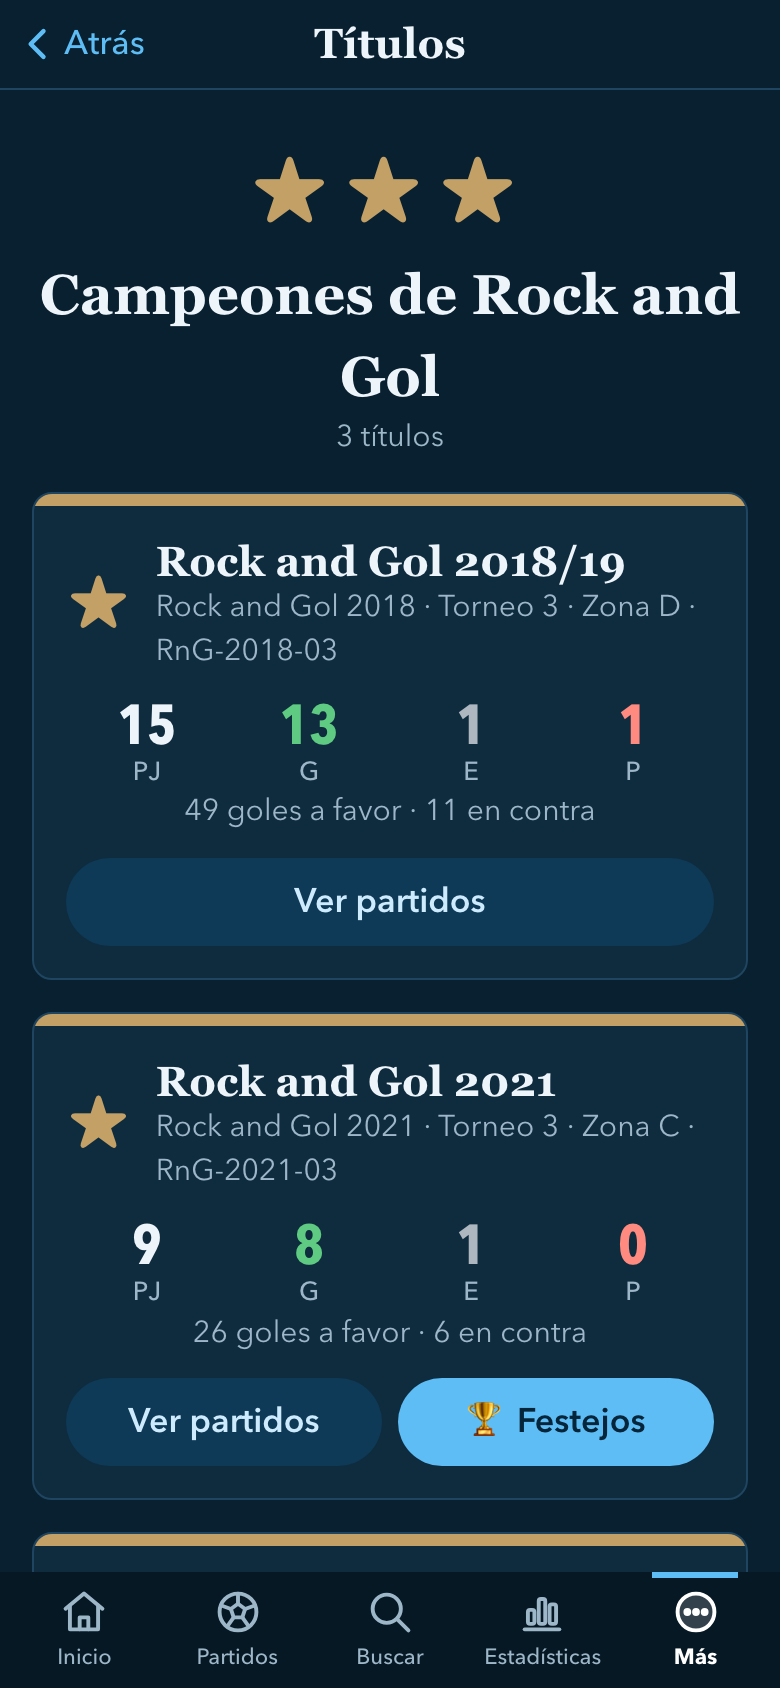 Atrás
Títulos
Campeones de Rock and
Gol
3 títulos
Rock and Gol 2018/19
Rock and Gol 2018 · Torneo 3 · Zona D ·
RnG-2018-03
15 13 1 1
PJ G E P
49 goles a favor · 11 en contra
Ver partidos
Rock and Gol 2021
Rock and Gol 2021 · Torneo 3 · Zona C ·
RnG-2021-03
9 8 1 0
PJ G E P
26 goles a favor · 6 en contra
Ver partidos 🏆 Festejos
Inicio Partidos Buscar Estadísticas Más